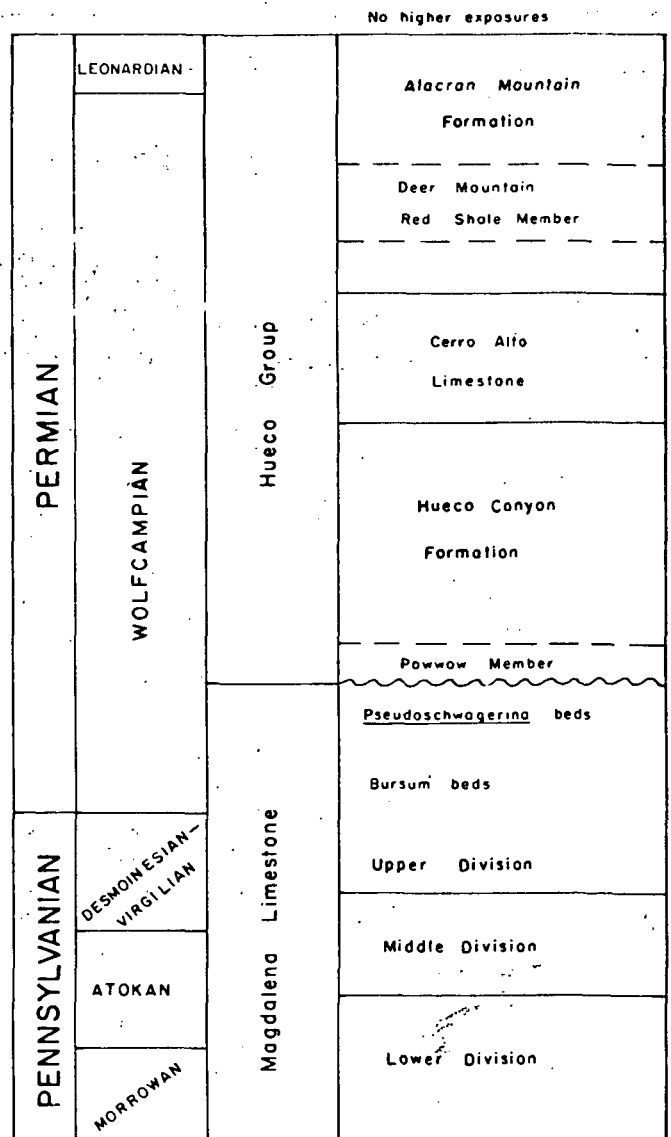 No higher exposures
PERMIAN.
PENNSYLVANIAN
LEONARDIAN -
WOLFCAMPIAN
DESMOINESIAN–
VIRGILIAN
ATOKAN
MORROWAN
Hueco Group
Magdalena Limestone
Alacran Mountain
Formation
Deer Mountain
Red Shale Member
Cerro Alto
Limestone
Hueco Canyon
Formation
Powwow Member
Pseudoschwagerina beds
Bursum beds
Upper Division
Middle Division
Lower Division